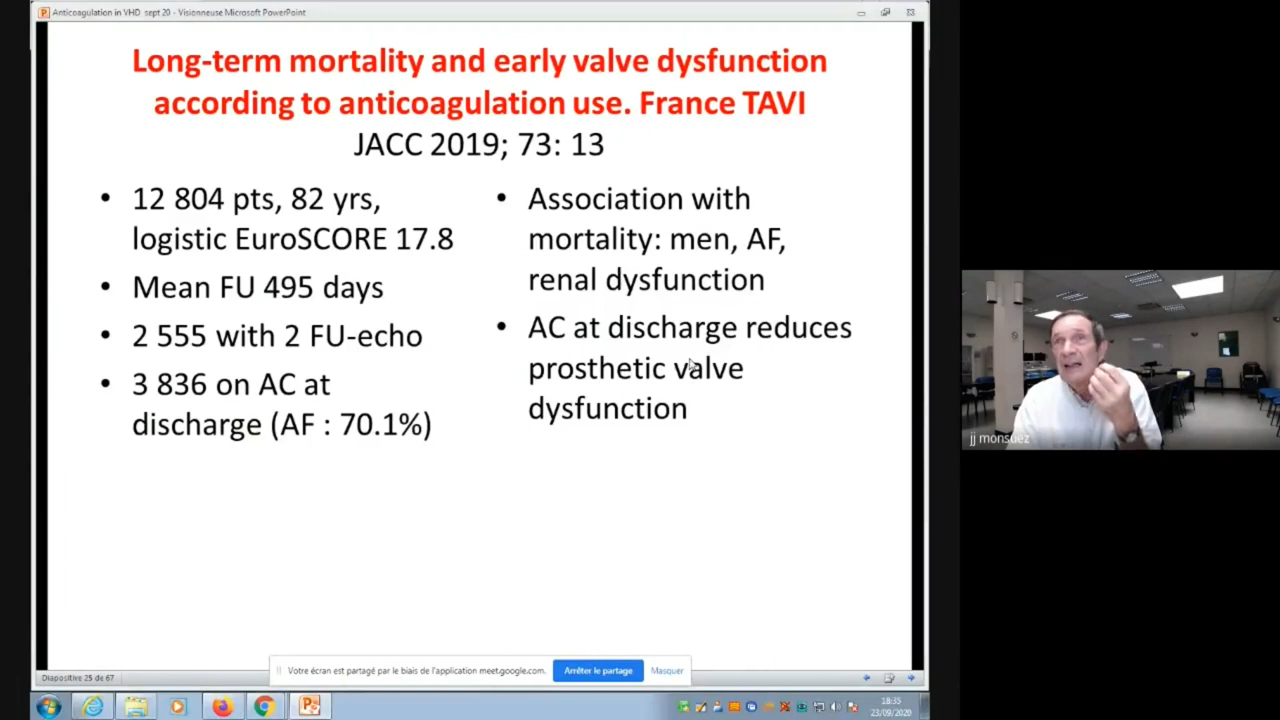 Anticoagulation in VHD sept 20 - Visionneuse Microsoft PowerPoint
Long-term mortality and early valve dysfunction
according to anticoagulation use. France TAVI
JACC 2019; 73: 13
• 12 804 pts, 82 yrs,
logistic EuroSCORE 17.8
• Mean FU 495 days
• 2 555 with 2 FU-echo
• 3 836 on AC at
discharge (AF : 70.1%)
• Association with
mortality: men, AF,
renal dysfunction
• AC at discharge reduces
prosthetic valve
dysfunction
jj monsuez
Votre écran est partagé par le biais de l'application meet.google.com.
Arrêter le partage
Masquer
Diapositive 25 de 67
18:35
23/09/2020